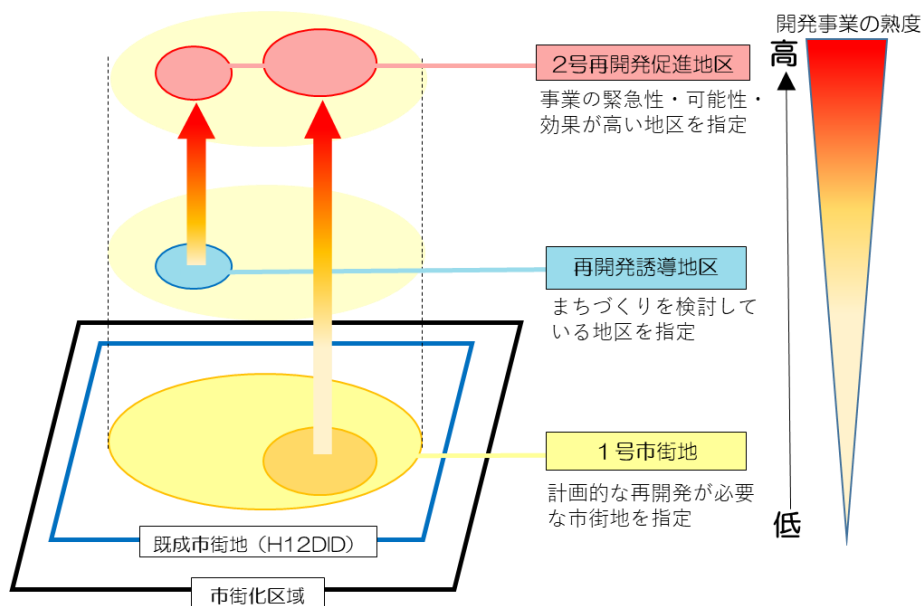 開発事業の熟度
高
2号再開発促進地区
事業の緊急性・可能性・
効果が高い地区を指定
再開発誘導地区
まちづくりを検討して
いる地区を指定
1号市街地
計画的な再開発が必要
な市街地を指定
低
既成市街地（H12DID）
市街化区域